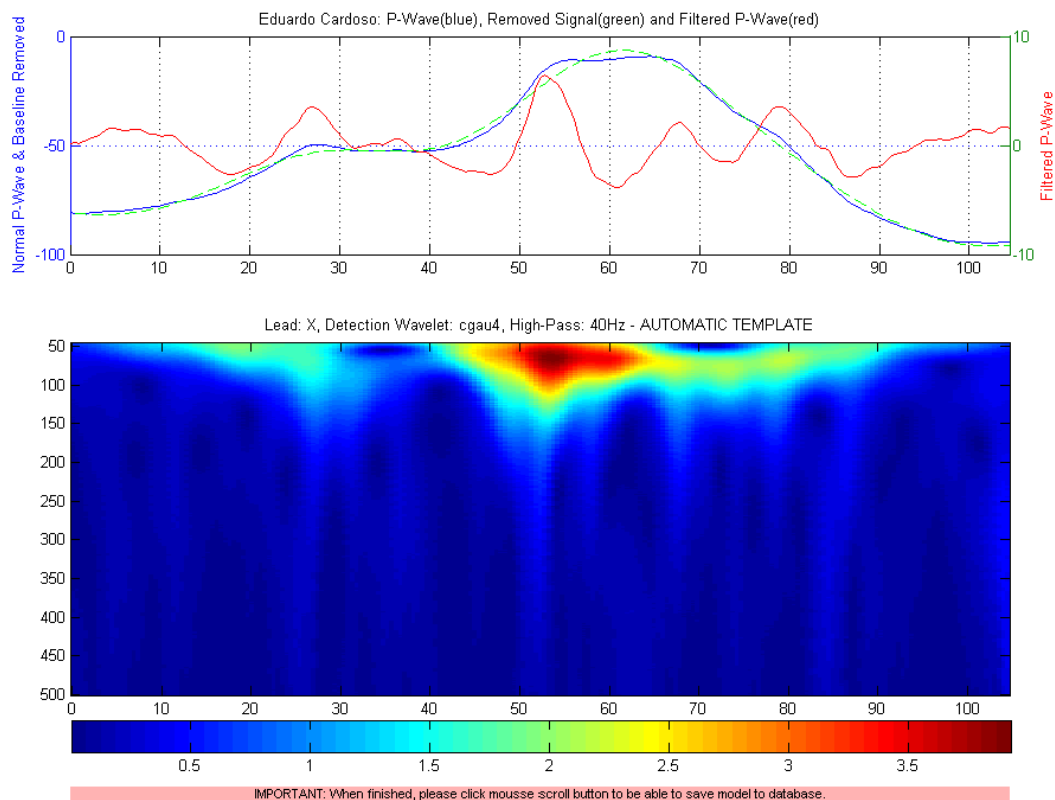 Eduardo Cardoso: P-Wave(blue), Removed Signal(green) and Filtered P-Wave(red)
Normal P-Wave & Baseline Removed
0
-50
-100
10
0
-10
Filtered P-Wave
0 10 20 30 40 50 60 70 80 90 100
Lead: X, Detection Wavelet: cgau4, High-Pass: 40Hz - AUTOMATIC TEMPLATE
50
100
150
200
250
300
350
400
450
500
0 10 20 30 40 50 60 70 80 90 100
0.5 1 1.5 2 2.5 3 3.5
IMPORTANT: When finished, please click mousse scroll button to be able to save model to database.